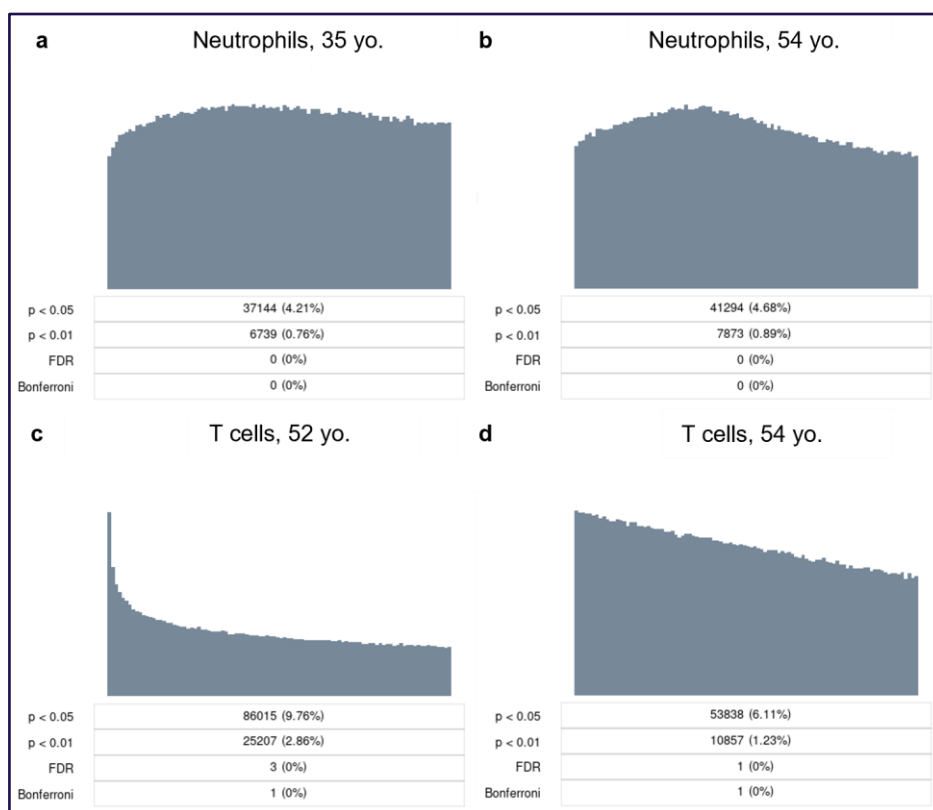 a Neutrophils, 35 yo.
b Neutrophils, 54 yo.
p < 0.05 37144 (4.21%)
p < 0.01 6739 (0.76%)
FDR 0 (0%)
Bonferroni 0 (0%)
p < 0.05 41294 (4.68%)
p < 0.01 7873 (0.89%)
FDR 0 (0%)
Bonferroni 0 (0%)
c T cells, 52 yo.
d T cells, 54 yo.
p < 0.05 86015 (9.76%)
p < 0.01 25207 (2.86%)
FDR 3 (0%)
Bonferroni 1 (0%)
p < 0.05 53838 (6.11%)
p < 0.01 10857 (1.23%)
FDR 1 (0%)
Bonferroni 1 (0%)